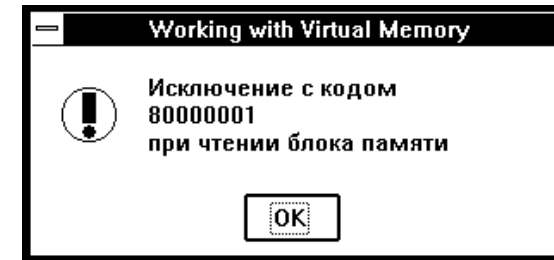 Working with Virtual Memory
Исключение с кодом
80000001
при чтении блока памяти
OK